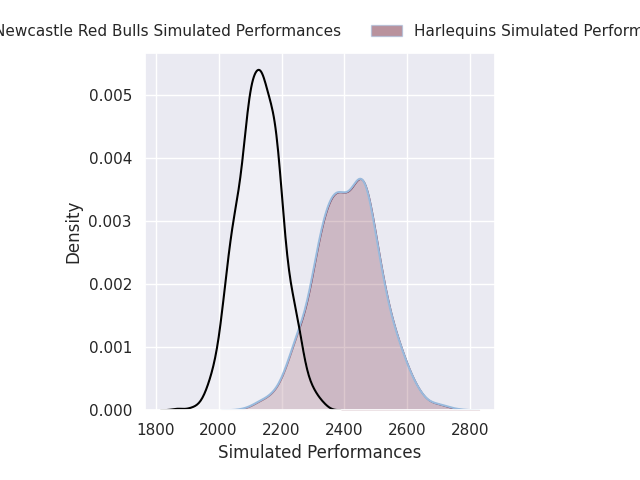 Newcastle Red Bulls Simulated Performances
Harlequins Simulated
Density
0.005
0.004
0.003
0.002
0.001
0.000
1800 2000 2200 2400 2600 2800
Simulated Performances